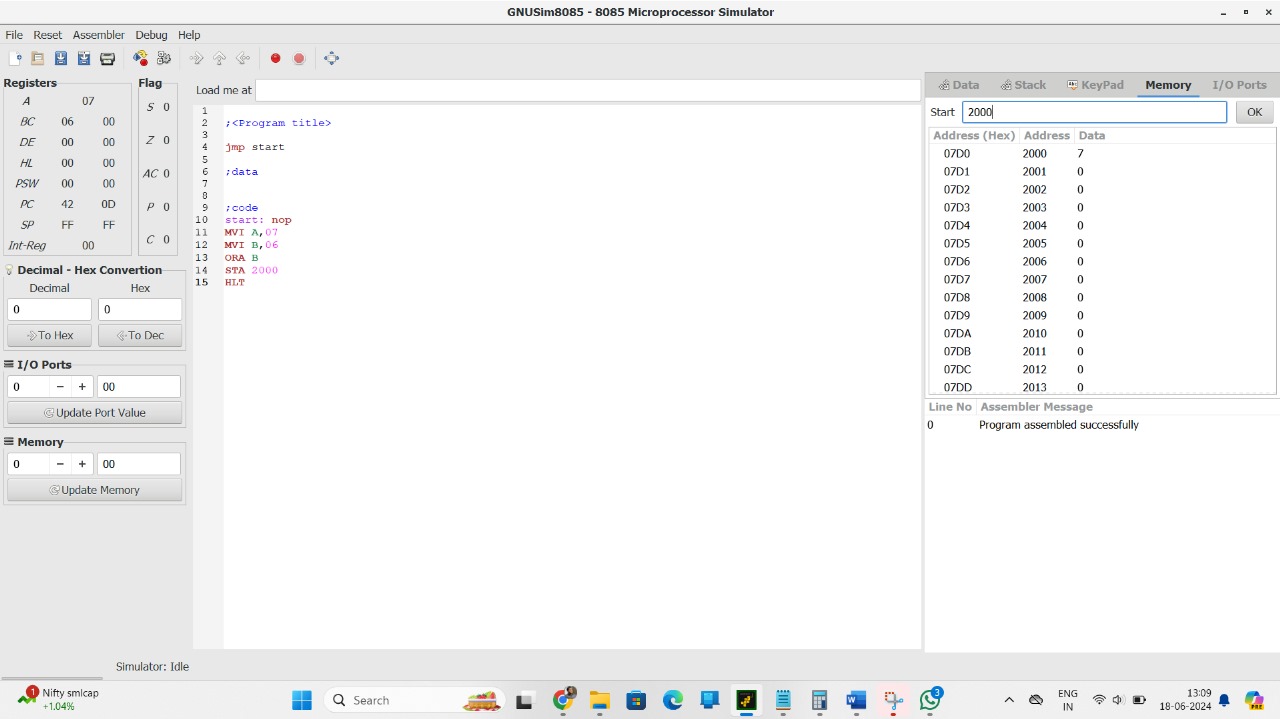 GNUSim8085 - 8085 Microprocessor Simulator
File Reset Assembler Debug Help
Registers
A 07
BC 06 00
DE 00 00
HL 00 00
PSW 00 00
PC 42 0D
SP FF FF
Int-Reg 00
Flag
S 0
Z 0
AC 0
P 0
C 0
Decimal - Hex Convertion
Decimal Hex
0 0
To Hex To Dec
I/O Ports
0 − + 00
Update Port Value
Memory
0 − + 00
Update Memory
Simulator: Idle
Load me at
1
2 ;<Program title>
3
4 jmp start
5
6 ;data
7
8
9 ;code
10 start: nop
11 MVI A,07
12 MVI B,06
13 ORA B
14 STA 2000
15 HLT
Data Stack KeyPad Memory I/O Ports
Start 2000 OK
Address (Hex) Address Data
07D0 2000 7
07D1 2001 0
07D2 2002 0
07D3 2003 0
07D4 2004 0
07D5 2005 0
07D6 2006 0
07D7 2007 0
07D8 2008 0
07D9 2009 0
07DA 2010 0
07DB 2011 0
07DC 2012 0
07DD 2013 0
Line No Assembler Message
0 Program assembled successfully
1 Nifty smlcap
+1.04%
Search
3
ENG
IN
13:09
18-06-2024
PRE